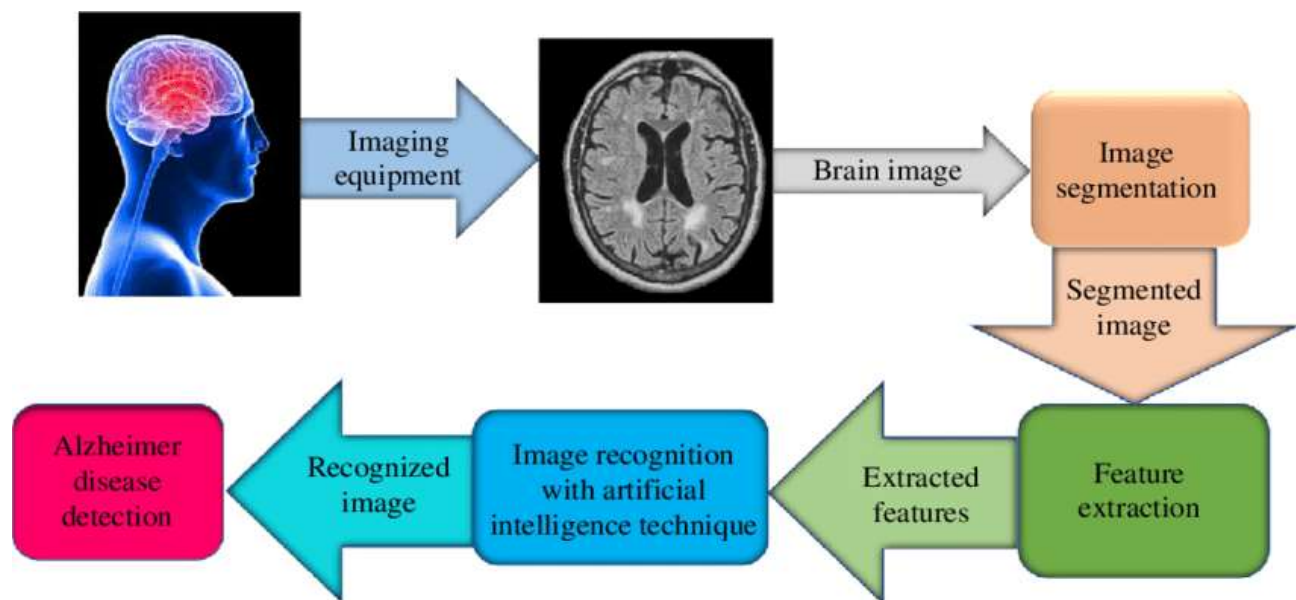 Imaging
equipment
Brain image
Image
segmentation
Segmented
image
Feature
extraction
Extracted
features
Image recognition
with artificial
intelligence technique
Recognized
image
Alzheimer
disease
detection